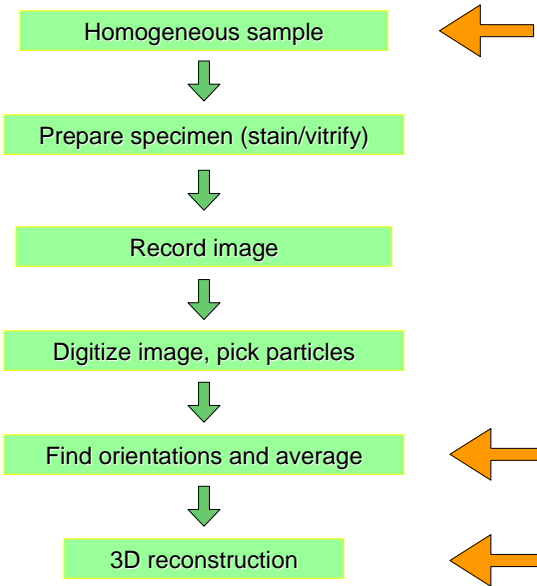 Homogeneous sample
Prepare specimen (stain/vitrify)
Record image
Digitize image, pick particles
Find orientations and average
3D reconstruction